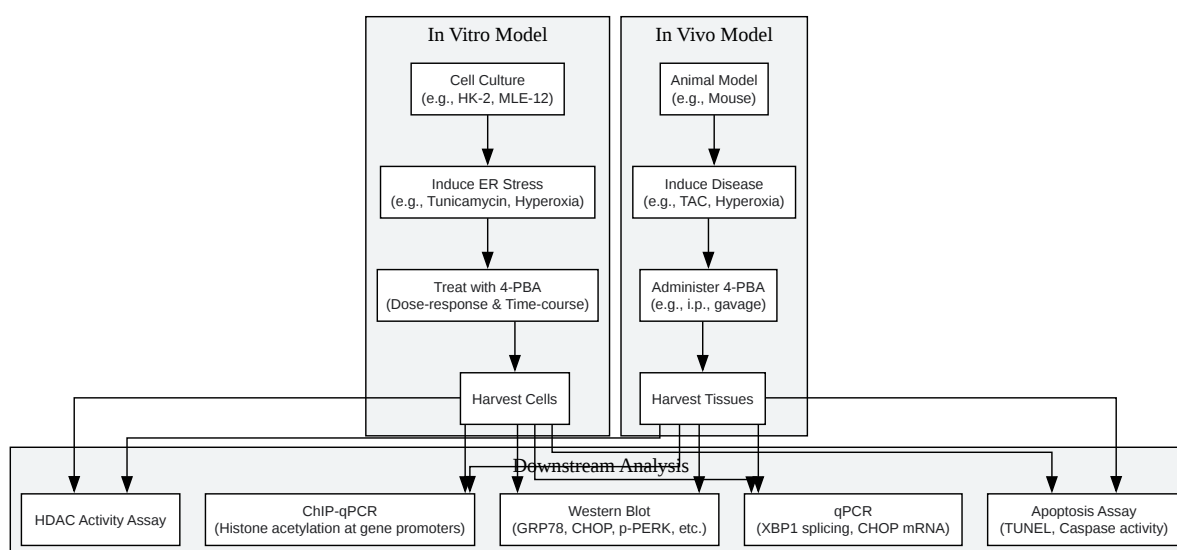 In Vitro Model
In Vivo Model
Cell Culture
(e.g., HK-2, MLE-12)
Animal Model
(e.g., Mouse)
Induce ER Stress
(e.g., Tunicamycin, Hyperoxia)
Induce Disease
(e.g., TAC, Hyperoxia)
Treat with 4-PBA
(Dose-response & Time-course)
Administer 4-PBA
(e.g., i.p., gavage)
Harvest Cells
Harvest Tissues
Downstream Analysis
HDAC Activity Assay
ChIP-qPCR
(Histone acetylation at gene promoters)
Western Blot
(GRP78, CHOP, p-PERK, etc.)
qPCR
(XBP1 splicing, CHOP mRNA)
Apoptosis Assay
(TUNEL, Caspase activity)